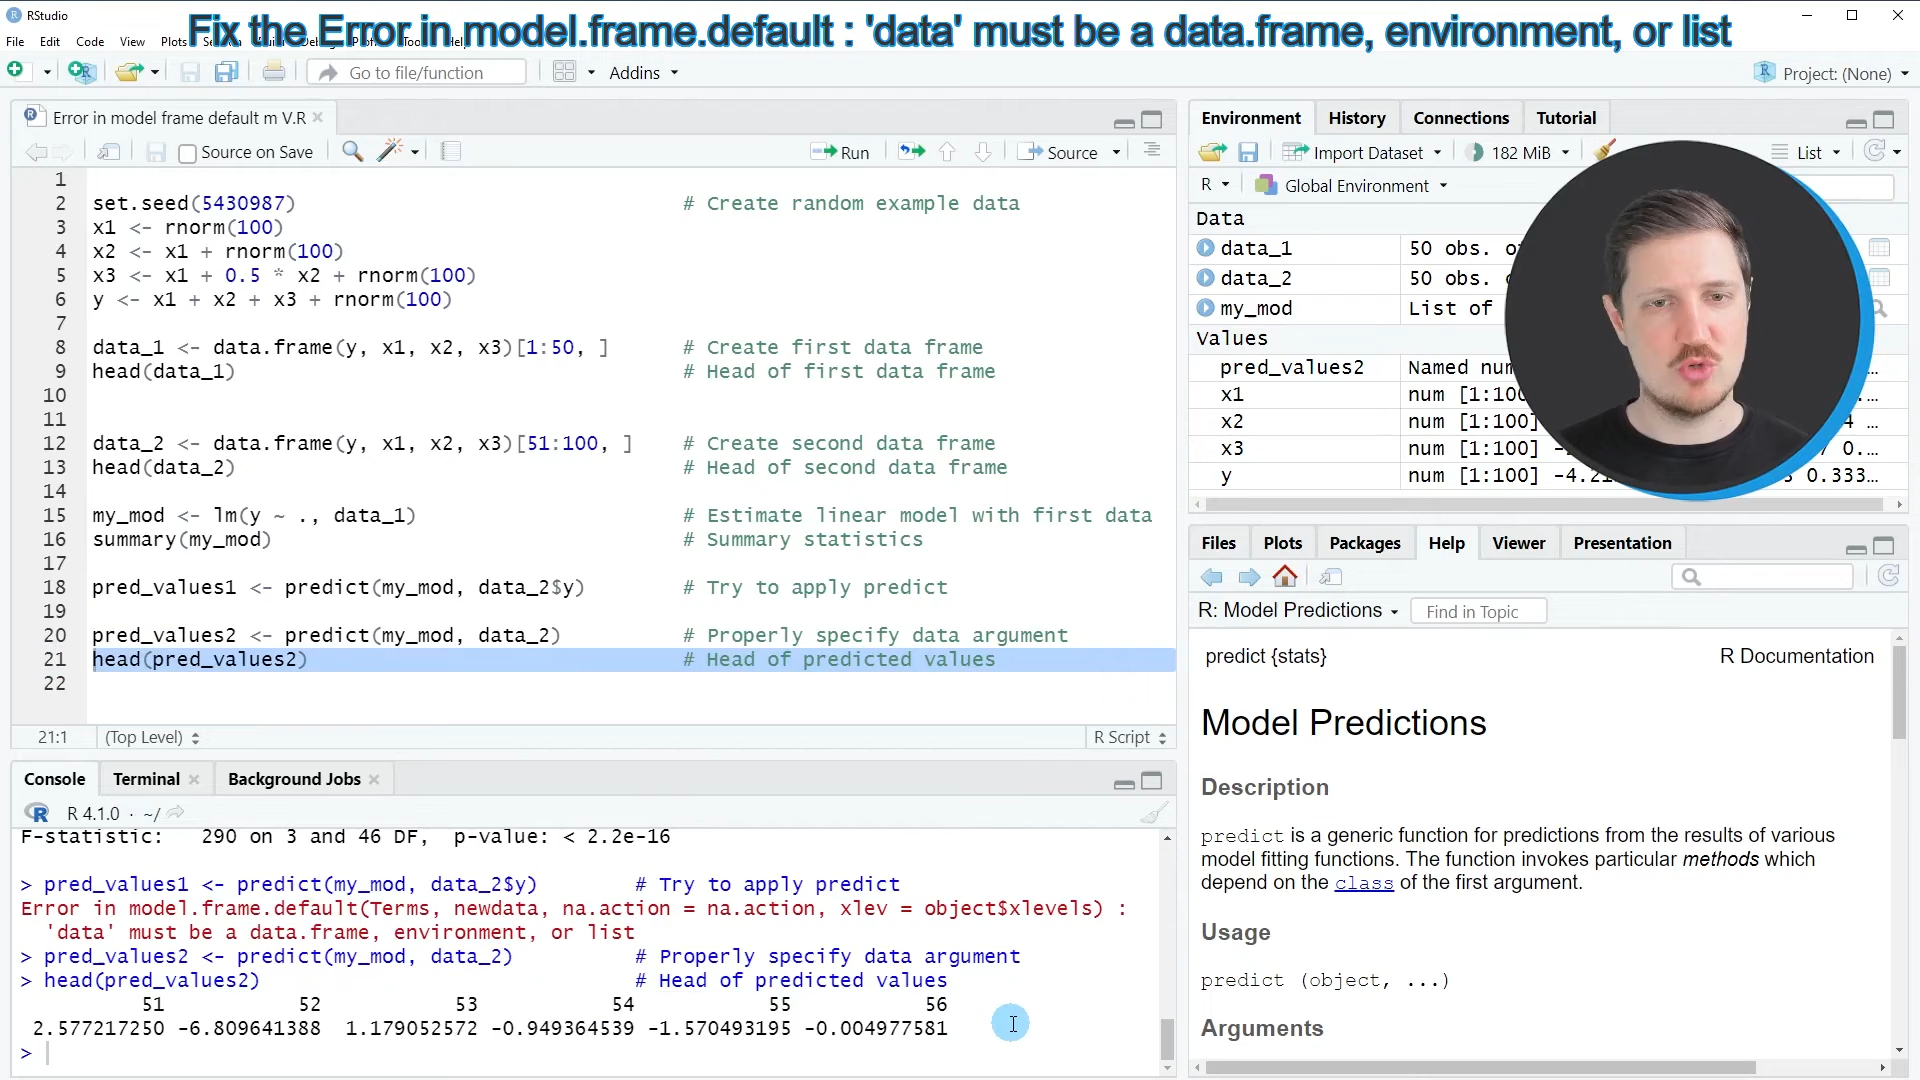 RStudio
Fix the Error in model.frame.default : 'data' must be a data.frame, environment, or list
File Edit Code View Plots
Go to file/function
Addins
Project: (None)
Error in model frame default m V.R
Source on Save
Run
Source
1
2 set.seed(5430987) # Create random example data
3 x1 <- rnorm(100)
4 x2 <- x1 + rnorm(100)
5 x3 <- x1 + 0.5 * x2 + rnorm(100)
6 y <- x1 + x2 + x3 + rnorm(100)
7
8 data_1 <- data.frame(y, x1, x2, x3)[1:50, ] # Create first data frame
9 head(data_1) # Head of first data frame
10
11
12 data_2 <- data.frame(y, x1, x2, x3)[51:100, ] # Create second data frame
13 head(data_2) # Head of second data frame
14
15 my_mod <- lm(y ~ ., data_1) # Estimate linear model with first data
16 summary(my_mod) # Summary statistics
17
18 pred_values1 <- predict(my_mod, data_2$y) # Try to apply predict
19
20 pred_values2 <- predict(my_mod, data_2) # Properly specify data argument
21 head(pred_values2) # Head of predicted values
22
21:1 (Top Level) R Script
Console Terminal Background Jobs
R 4.1.0 · ~/
F-statistic: 290 on 3 and 46 DF, p-value: < 2.2e-16
> pred_values1 <- predict(my_mod, data_2$y) # Try to apply predict
Error in model.frame.default(Terms, newdata, na.action = na.action, xlev = object$xlevels) :
'data' must be a data.frame, environment, or list
> pred_values2 <- predict(my_mod, data_2) # Properly specify data argument
> head(pred_values2) # Head of predicted values
51 52 53 54 55 56
2.577217250 -6.809641388 1.179052572 -0.949364539 -1.570493195 -0.004977581
>
Environment History Connections Tutorial
Import Dataset 182 MiB List
R Global Environment
Data
data_1 50 obs.
data_2 50 obs.
my_mod List of
Values
pred_values2 Named
x1 num
x2 num
x3 num
y num [1:100] 0.333…
Files Plots Packages Help Viewer Presentation
R: Model Predictions Find in Topic
predict {stats} R Documentation
Model Predictions
Description
predict is a generic function for predictions from the results of various
model fitting functions. The function invokes particular methods which
depend on the class of the first argument.
Usage
predict (object, ...)
Arguments